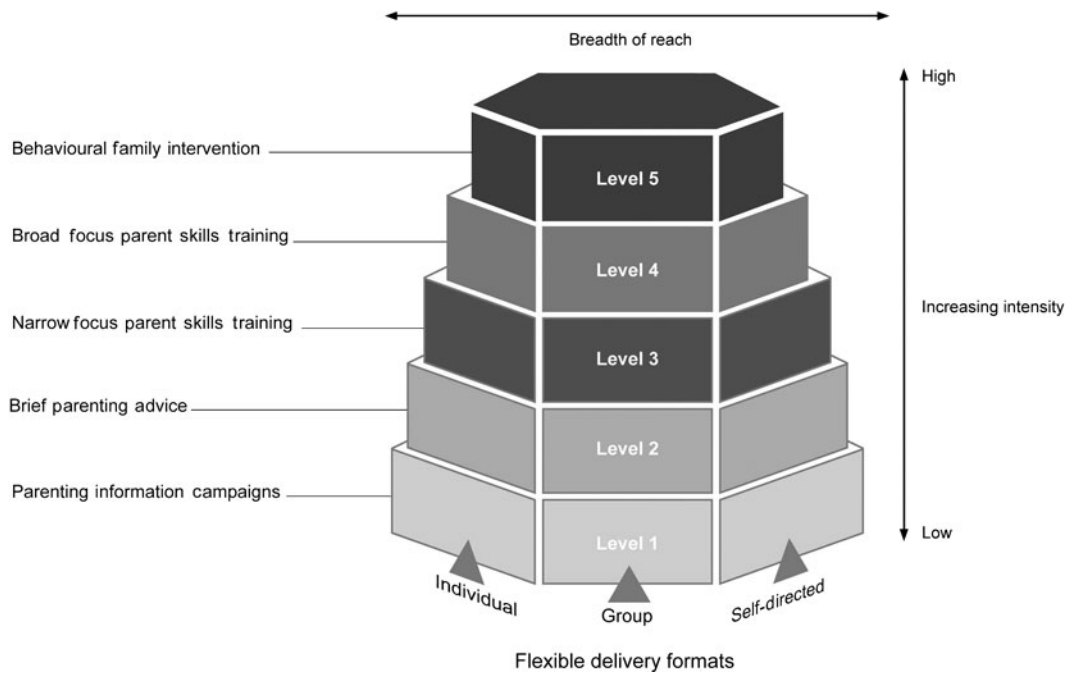 Breadth of reach
High
Behavioural family intervention
Level 5
Broad focus parent skills training
Level 4
Increasing intensity
Narrow focus parent skills training
Level 3
Brief parenting advice
Level 2
Parenting information campaigns
Level 1
Low
Individual
Group
Self-directed
Flexible delivery formats